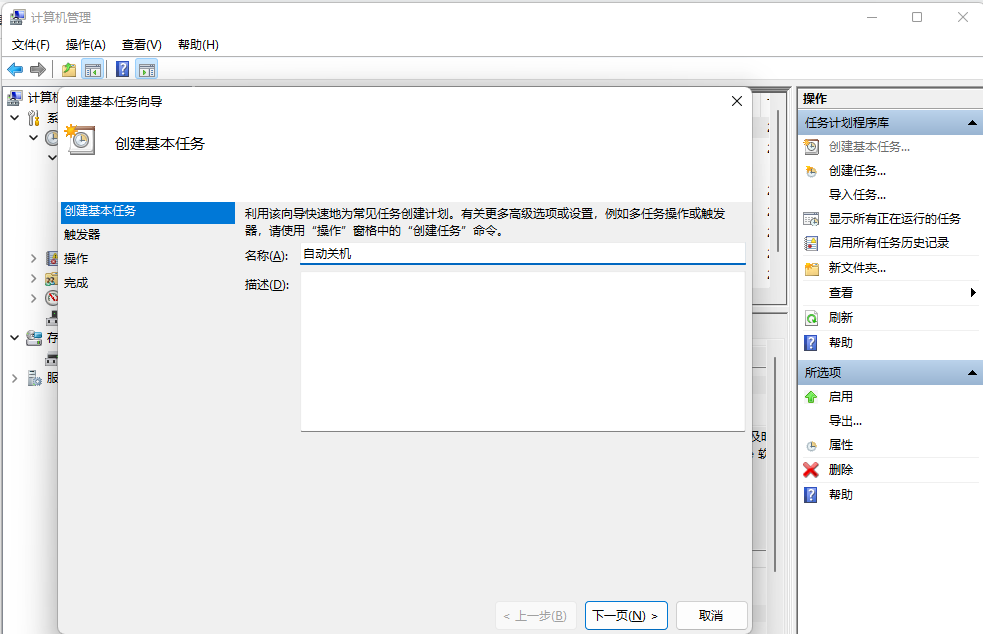 计算机管理
文件(F) 操作(A) 查看(V) 帮助(H)
计算机
系
存
服
创建基本任务向导
创建基本任务
创建基本任务
触发器
操作
完成
利用该向导快速地为常见任务创建计划。有关更多高级选项或设置，例如多任务操作或触发
器，请使用“操作”窗格中的“创建任务”命令。
名称(A):
自动关机
描述(D):
< 上一步(B)
下一页(N) >
取消
操作
任务计划程序库
创建基本任务...
创建任务...
导入任务...
显示所有正在运行的任务
启用所有任务历史记录
新文件夹...
查看
刷新
帮助
所选项
启用
导出...
属性
删除
帮助